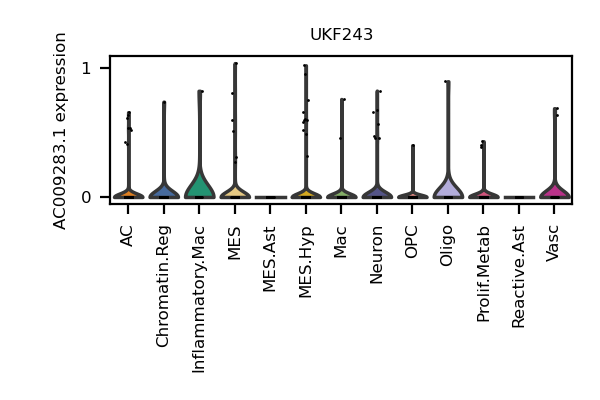 UKF243
AC009283.1 expression
1
0
AC
Chromatin.Reg
Inflammatory.Mac
MES
MES.Ast
MES.Hyp
Mac
Neuron
OPC
Oligo
Prolif.Metab
Reactive.Ast
Vasc